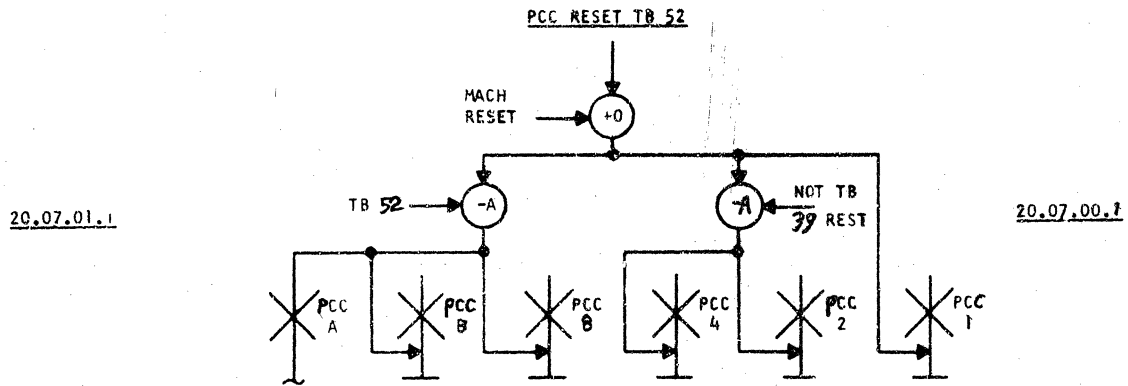 PCC RESET TB 52
MACH
RESET
+O
TB 52
-A
-A
NOT TB
39 REST
20.07.01.1
20.07.00.1
PCC
A
PCC
B
PCC
8
PCC
4
PCC
2
PCC
1